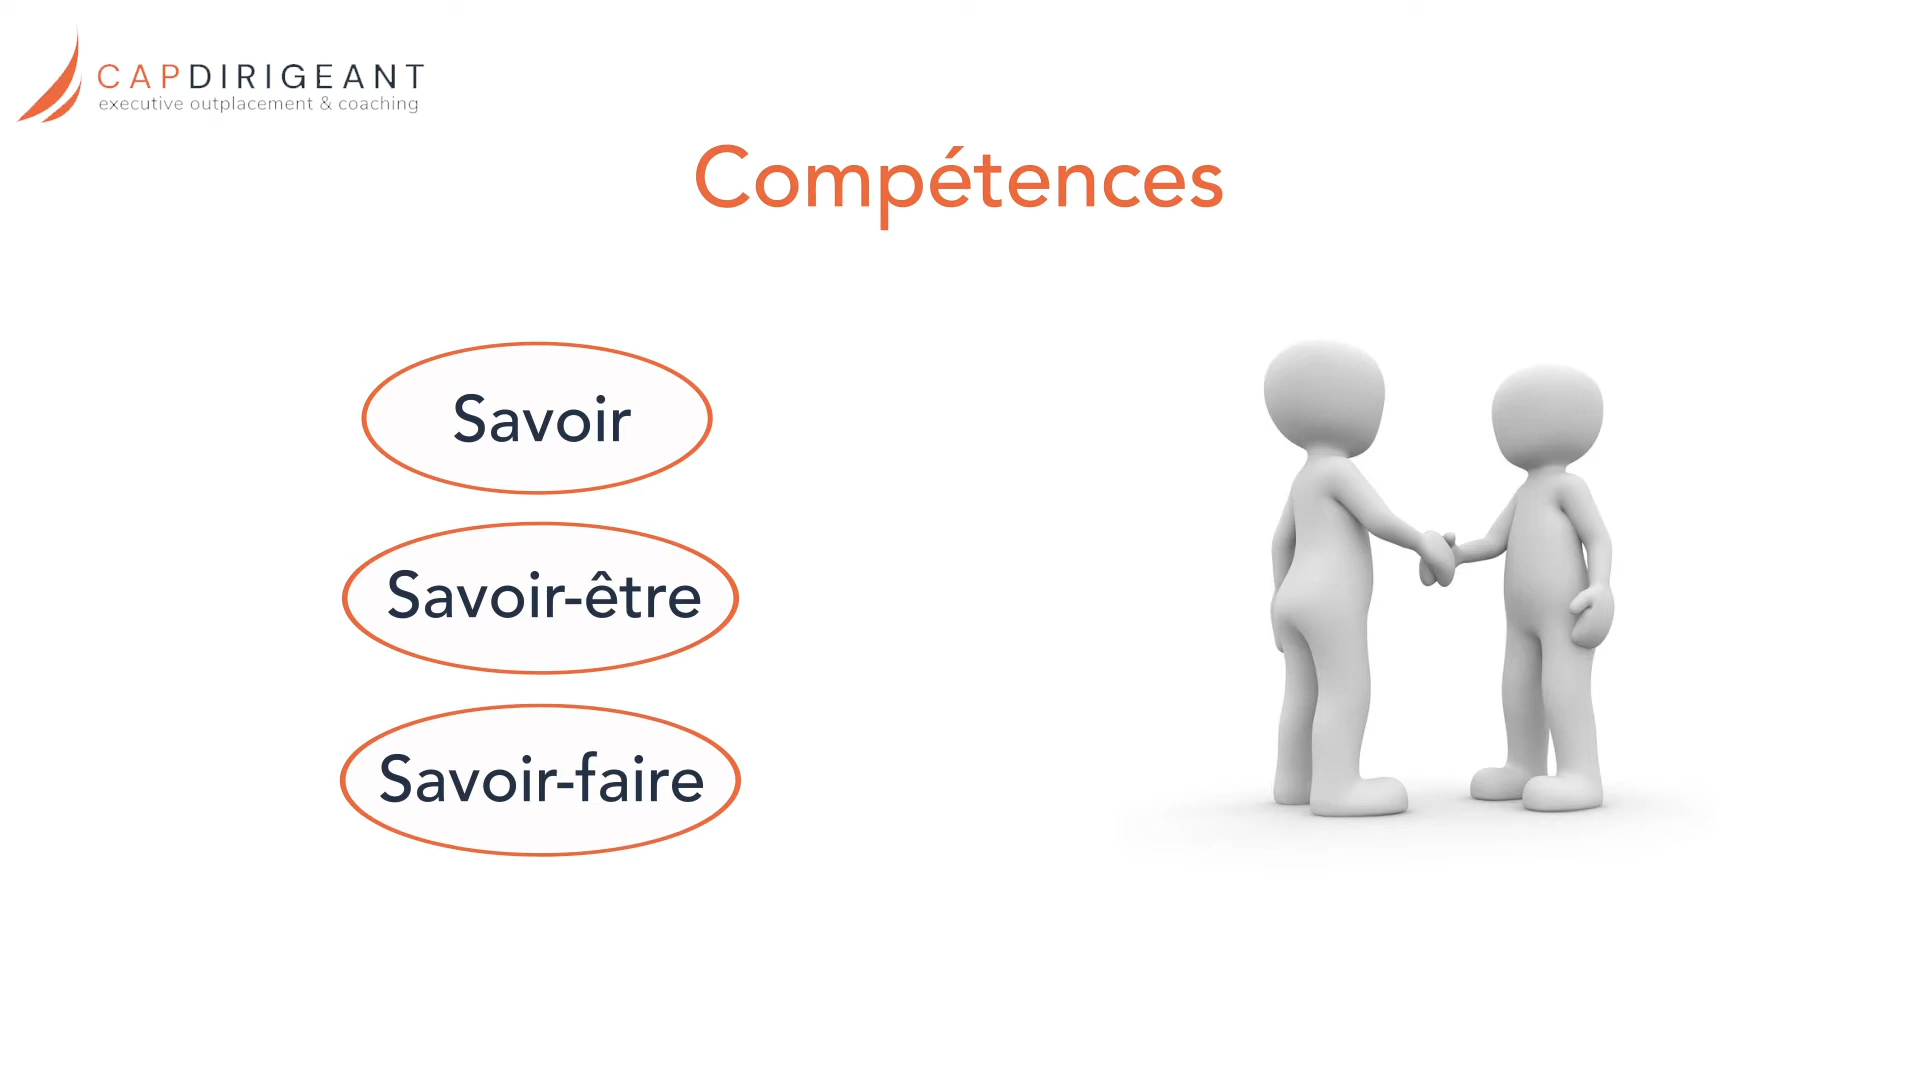 CAPDIRIGEANT
executive outplacement & coaching
Compétences
Savoir
Savoir-être
Savoir-faire